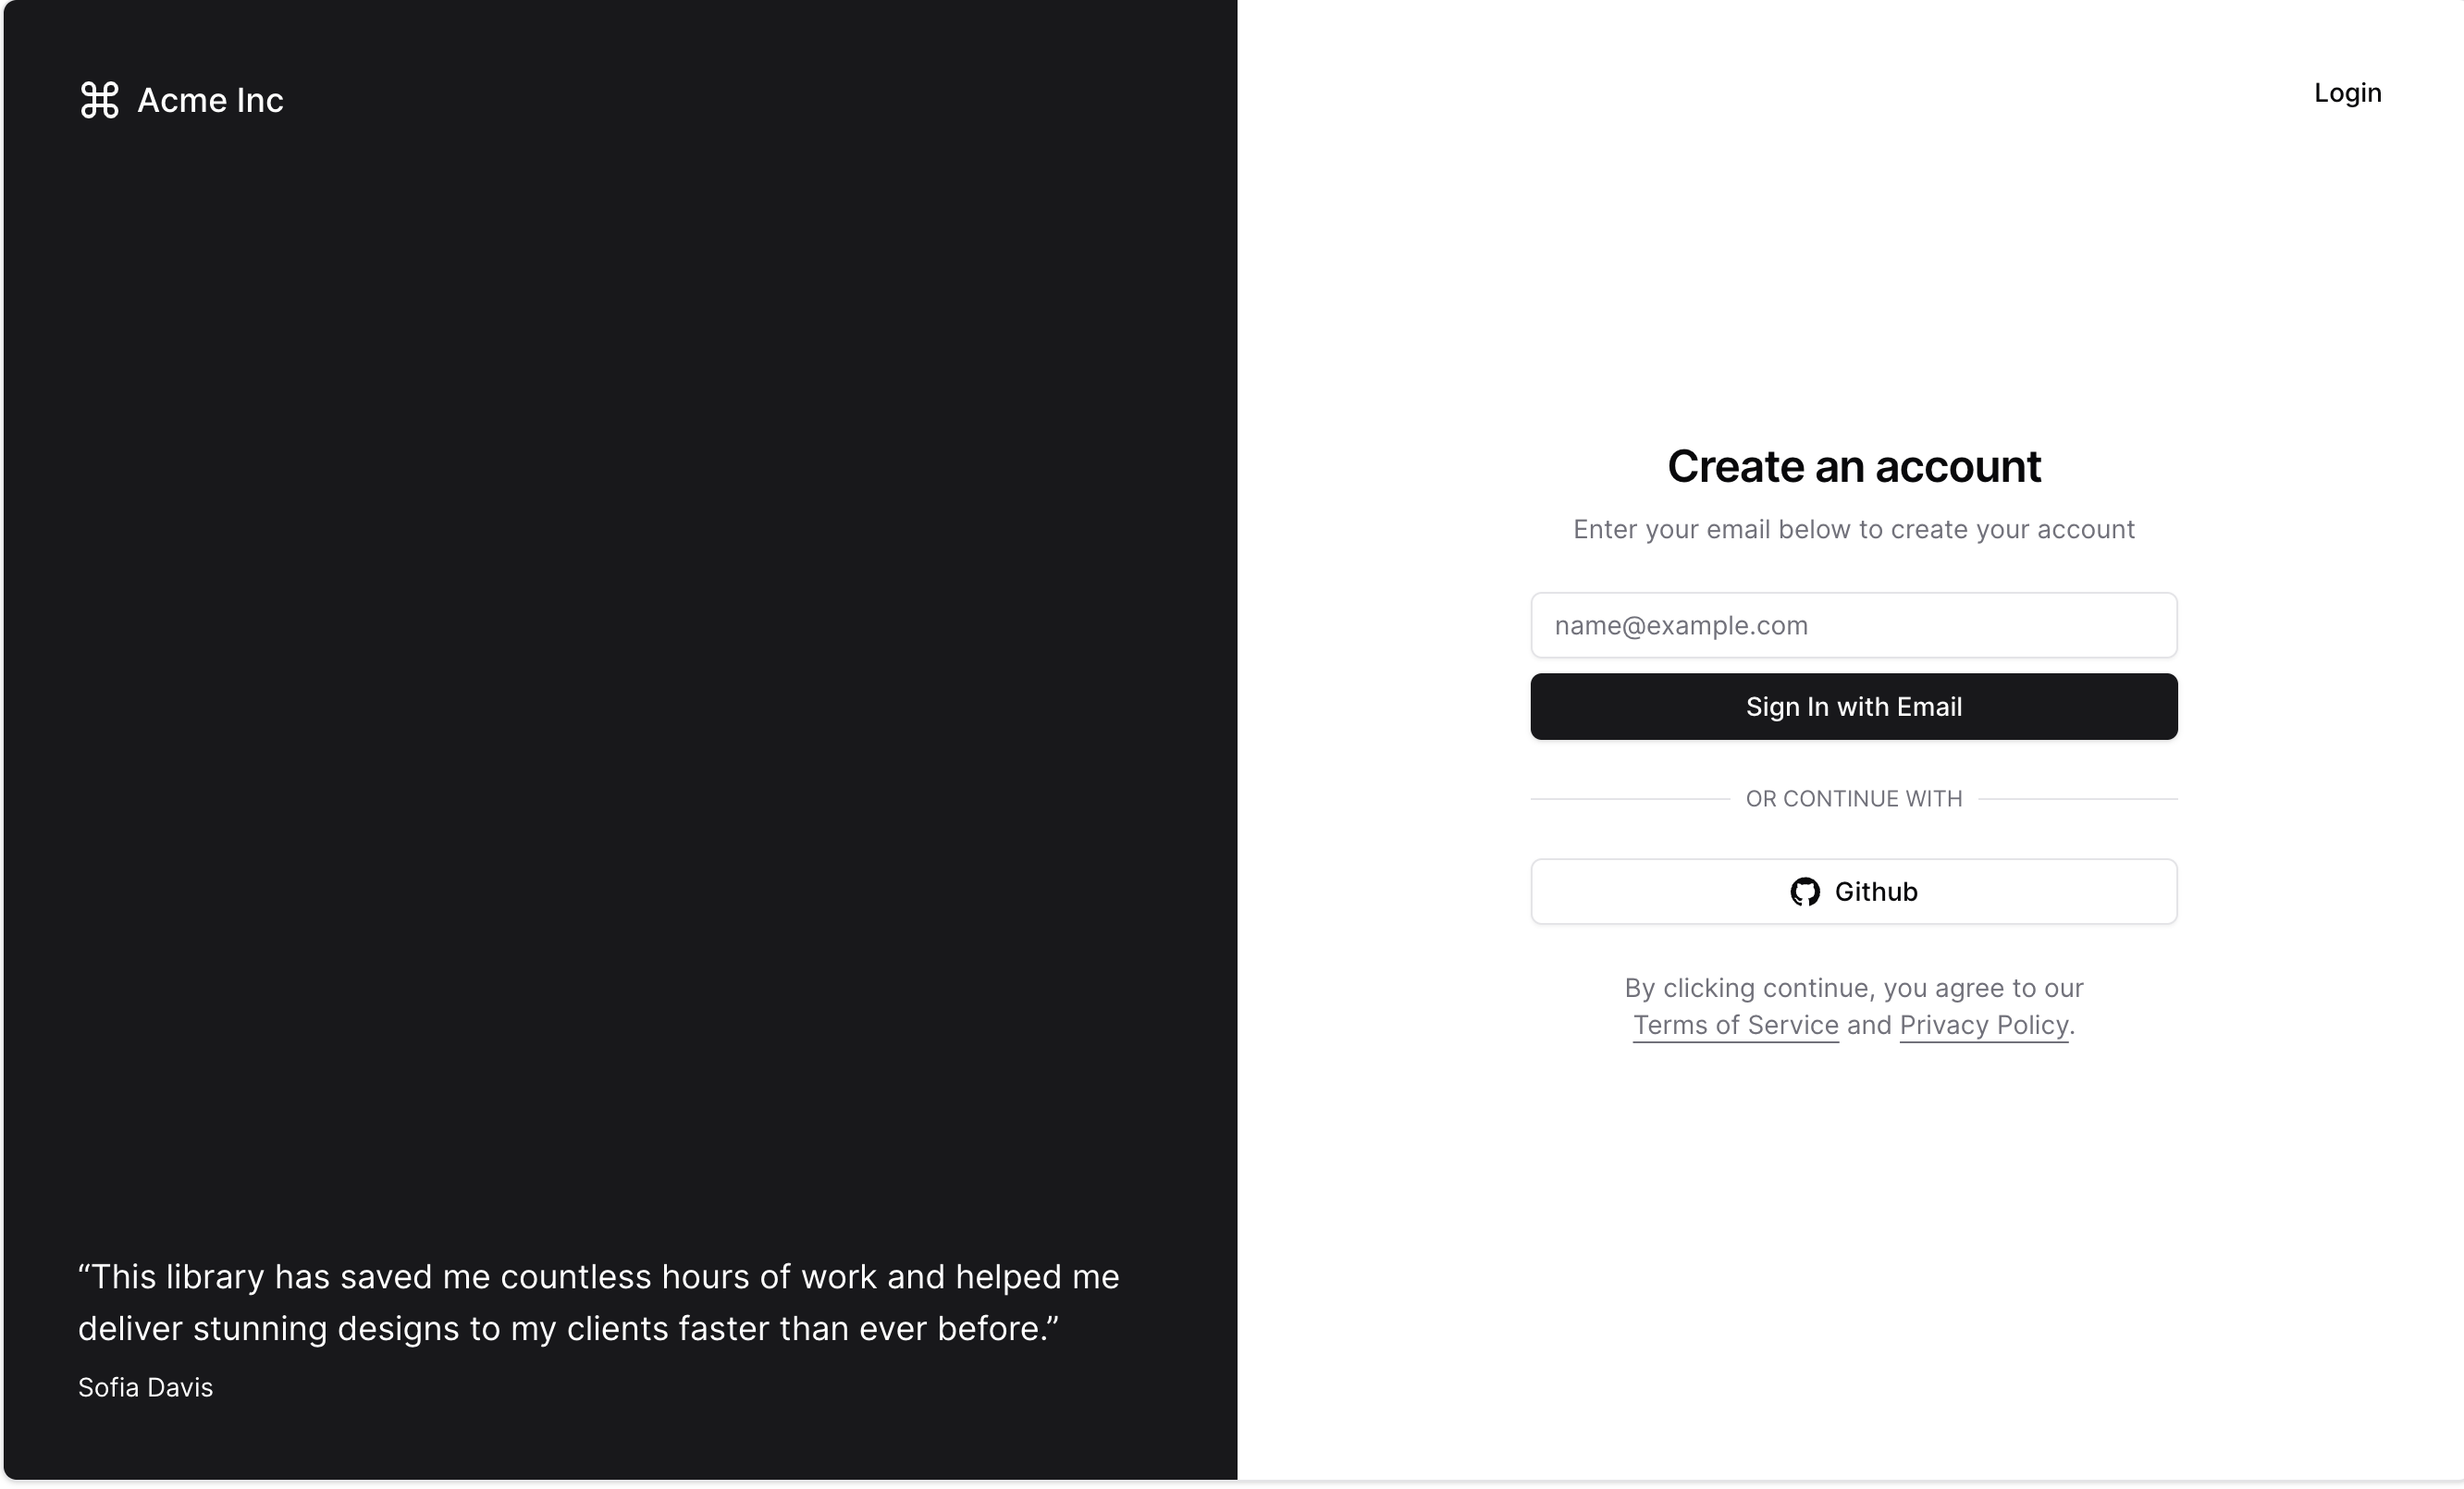 Acme Inc
Login
Create an account
Enter your email below to create your account
name@example.com
Sign In with Email
OR CONTINUE WITH
Github
By clicking continue, you agree to our
Terms of Service and Privacy Policy.
“This library has saved me countless hours of work and helped me
deliver stunning designs to my clients faster than ever before.”
Sofia Davis